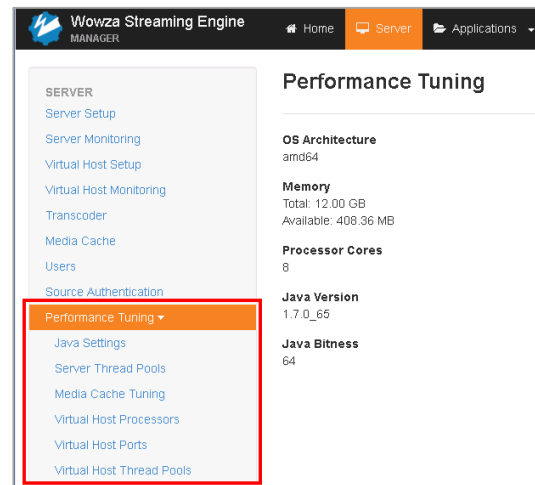 Wowza Streaming Engine
MANAGER
Home
Server
Applications
SERVER
Server Setup
Server Monitoring
Virtual Host Setup
Virtual Host Monitoring
Transcoder
Media Cache
Users
Source Authentication
Performance Tuning
Java Settings
Server Thread Pools
Media Cache Tuning
Virtual Host Processors
Virtual Host Ports
Virtual Host Thread Pools
Performance Tuning
OS Architecture
amd64
Memory
Total: 12.00 GB
Available: 408.36 MB
Processor Cores
8
Java Version
1.7.0_65
Java Bitness
64